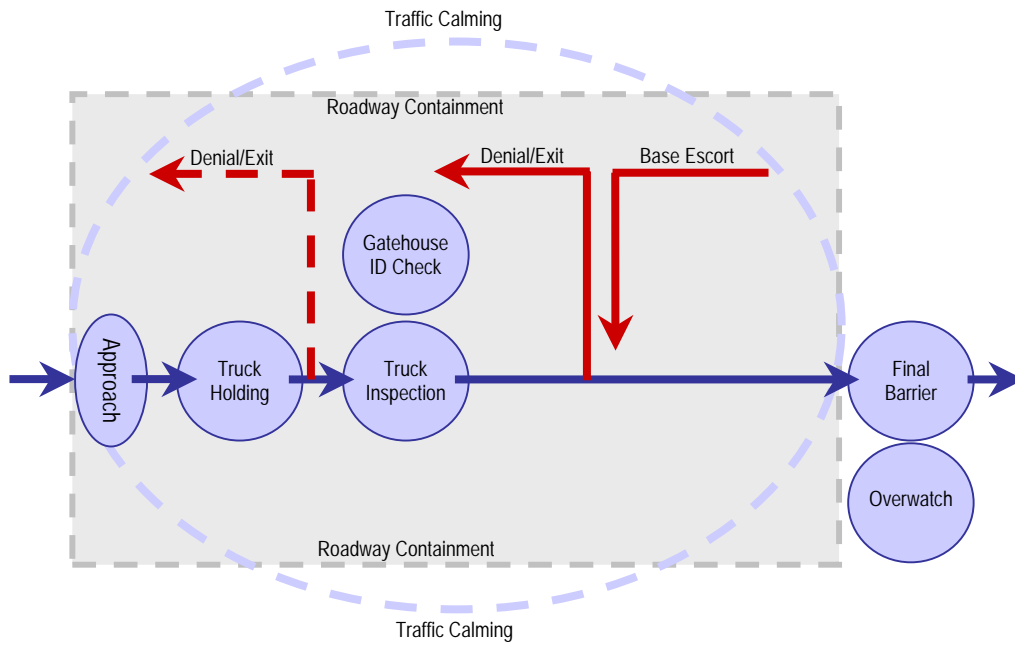 Traffic Calming
Roadway Containment
Denial/Exit
Denial/Exit
Base Escort
Gatehouse
ID Check
Approach
Truck
Holding
Truck
Inspection
Final
Barrier
Overwatch
Roadway Containment
Traffic Calming